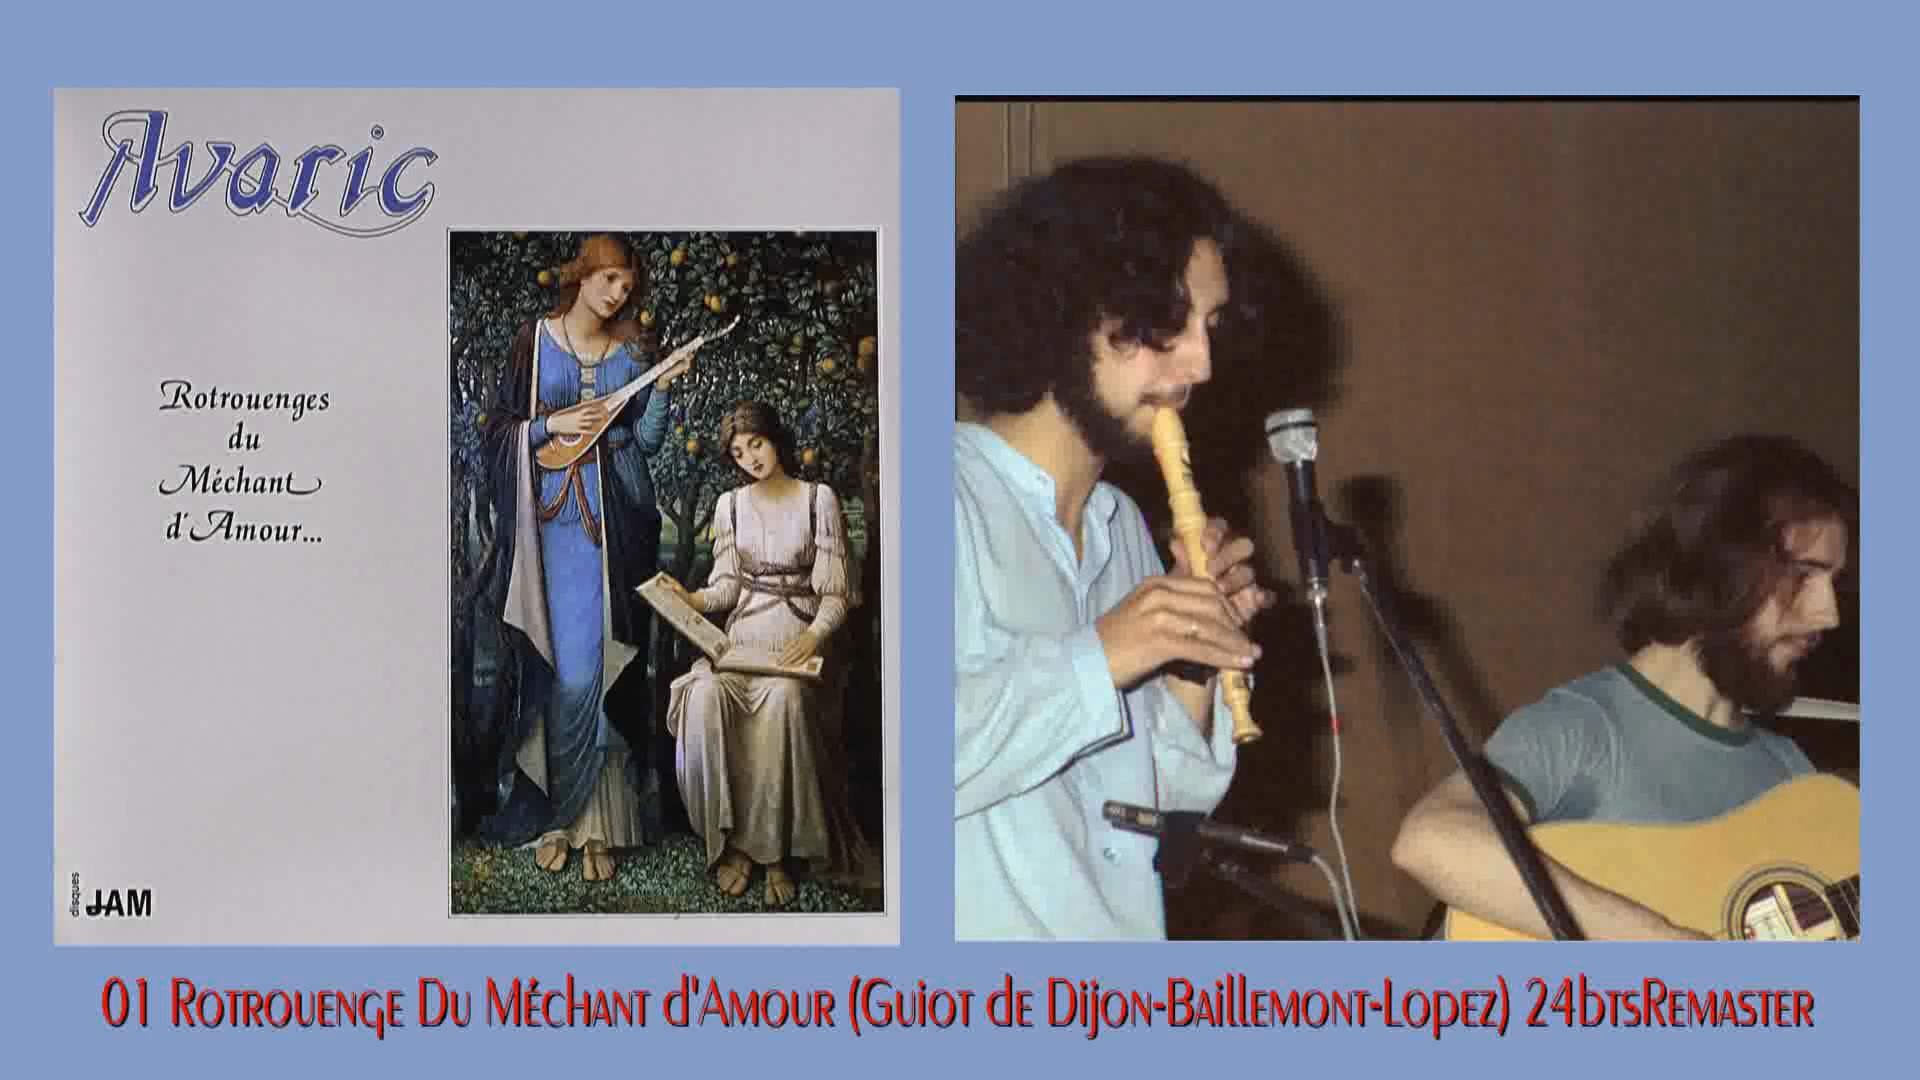 Avaric
Rotrouenges
du
Méchant
d'Amour...
disques JAM
01 Rotrouenge Du Méchant d'Amour (Guiot de Dijon-Baillemont-Lopez) 24btsRemaster